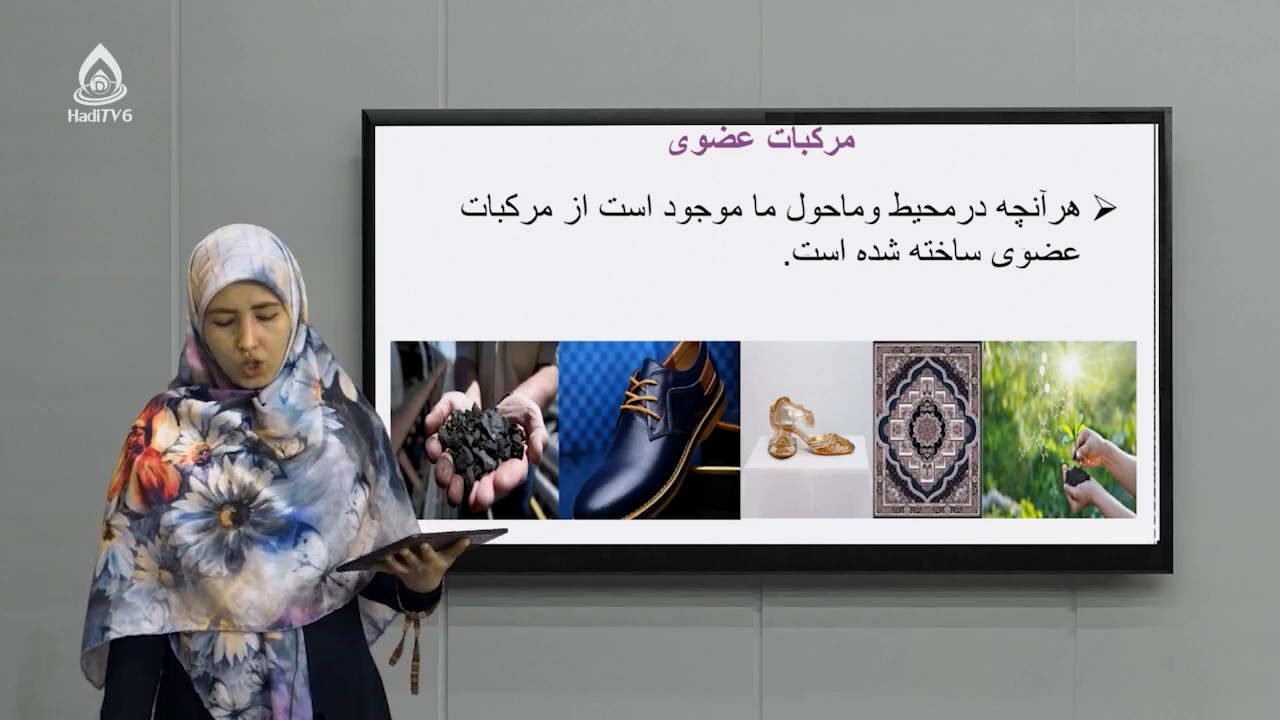 HadiTV6
مرکبات عضوی
هرآنچه درمحیط وماحول ما موجود است از مرکبات
عضوی ساخته شده است.